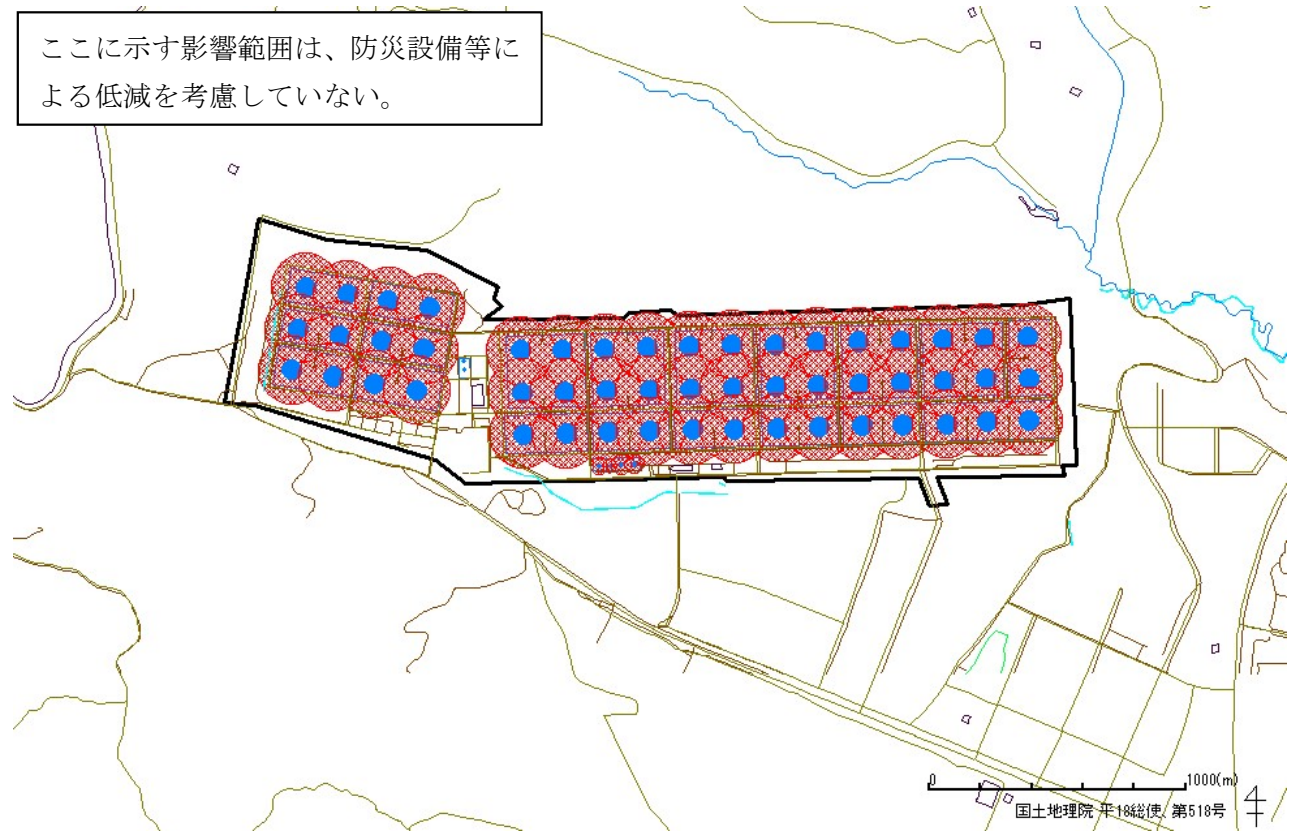 ここに示す影響範囲は、防災設備等に
よる低減を考慮していない。
0 1000(m)
国土地理院 平18総使、第518号